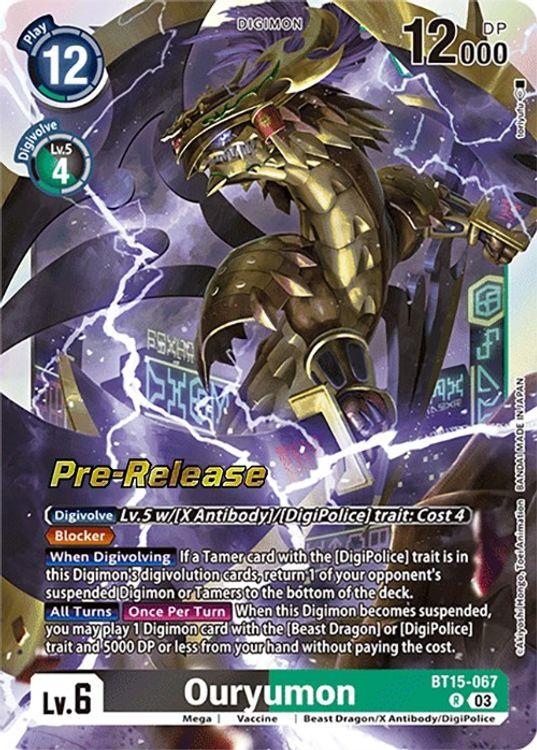 Play
12
DIGIMON
12000
DP
Digivolve
Lv.5
4
toriyufu
Pre-Release
Digivolve Lv.5 w/[X Antibody]/[DigiPolice] trait: Cost 4
Blocker
When Digivolving If a Tamer card with the [DigiPolice] trait is in
this Digimon's digivolution cards, return 1 of your opponent's
suspended Digimon or Tamers to the bottom of the deck.
All Turns Once Per Turn When this Digimon becomes suspended,
you may play 1 Digimon card with the [Beast Dragon] or [DigiPolice]
trait and 5000 DP or less from your hand without paying the cost.
©Akiyoshi Hongo, Toei Animation BANDAI MADE IN JAPAN
Lv.6
Ouryumon
BT15-067
R 03
Mega | Vaccine | Beast Dragon/X Antibody/DigiPolice